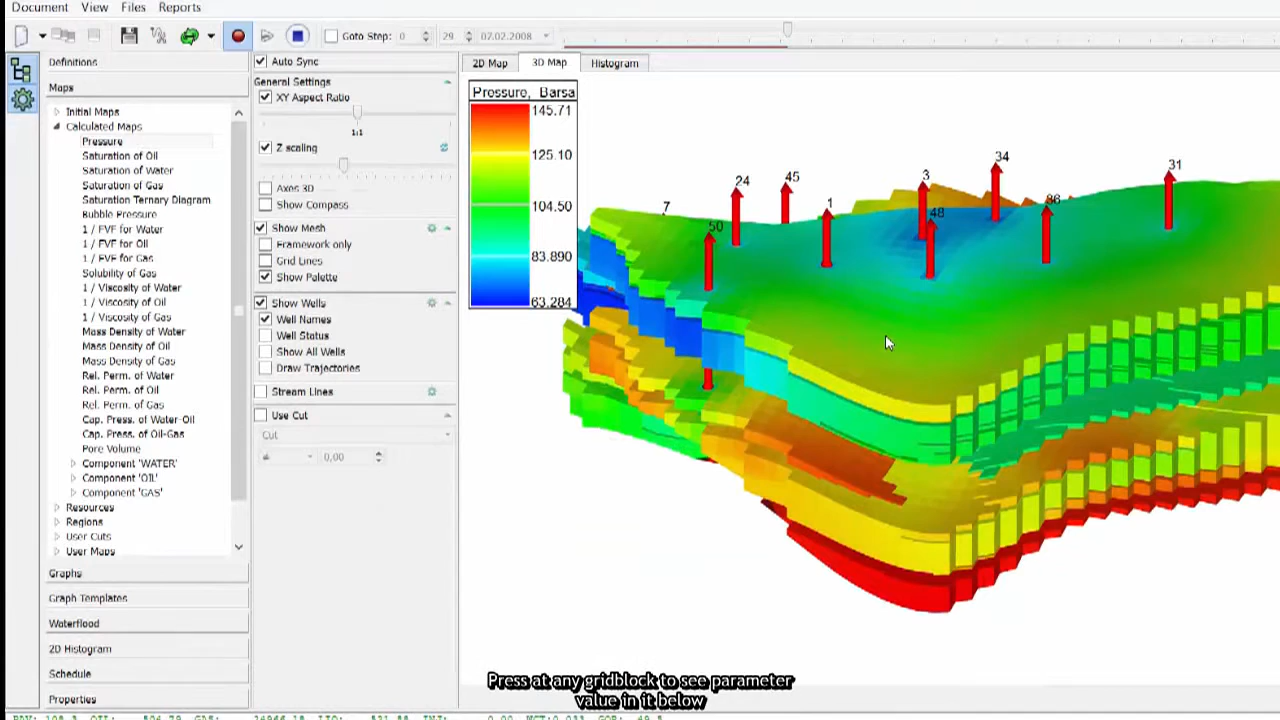 Document View Files Reports
Goto Step: 0 29 07.02.2008
Definitions
Maps
Initial Maps
Calculated Maps
Pressure
Saturation of Oil
Saturation of Water
Saturation of Gas
Saturation Ternary Diagram
Bubble Pressure
1 / FVF for Water
1 / FVF for Oil
1 / FVF for Gas
Solubility of Gas
1 / Viscosity of Water
1 / Viscosity of Oil
1 / Viscosity of Gas
Mass Density of Water
Mass Density of Oil
Mass Density of Gas
Rel. Perm. of Water
Rel. Perm. of Oil
Rel. Perm. of Gas
Cap. Press. of Water-Oil
Cap. Press. of Oil-Gas
Pore Volume
Component 'WATER'
Component 'OIL'
Component 'GAS'
Resources
Regions
User Cuts
User Maps
Graphs
Graph Templates
Waterflood
2D Histogram
Schedule
Properties
Auto Sync
General Settings
XY Aspect Ratio
1:1
Z scaling
Axes 3D
Show Compass
Show Mesh
Framework only
Grid Lines
Show Palette
Show Wells
Well Names
Well Status
Show All Wells
Draw Trajectories
Stream Lines
Use Cut
Cut
0,00
2D Map 3D Map Histogram
Pressure, Barsa
145.71
125.10
104.50
83.890
63.284
7
50
24
45
1
3
48
34
86
31
Press at any gridblock to see parameter
value in it below